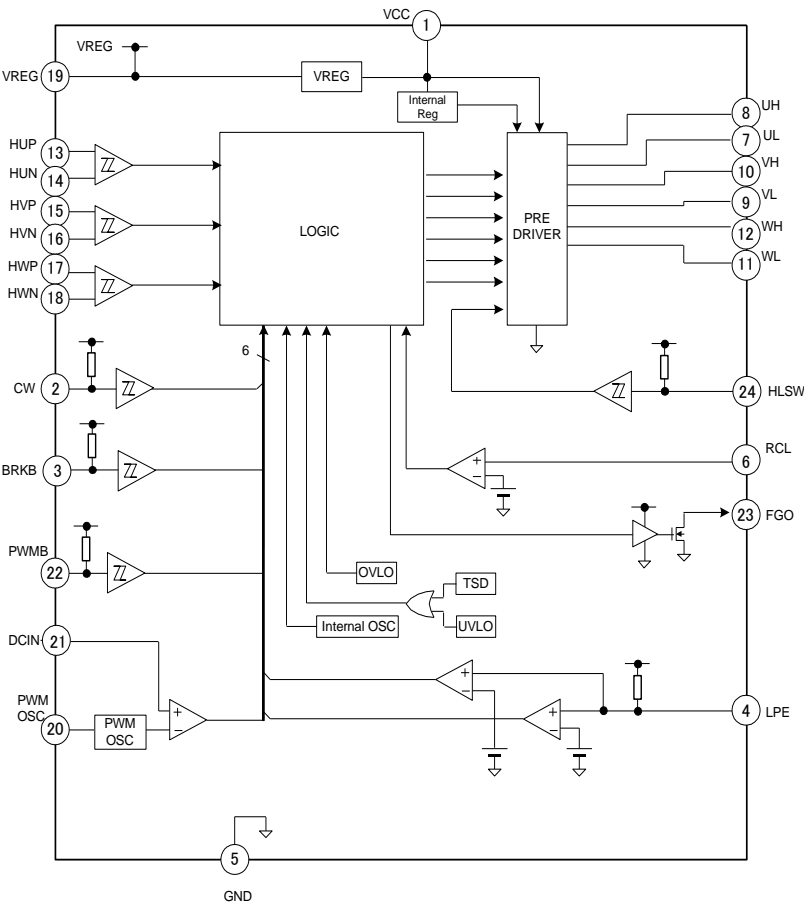 VCC
1
VREG
VREG
19
VREG
Internal
Reg
HUP
13
HUN
14
HVP
15
HVN
16
HWP
17
HWN
18
LOGIC
PRE
DRIVER
8
UH
7
UL
10
VH
9
VL
12
WH
11
WL
6
CW
2
24
HLSW
BRKB
3
+
-
6
RCL
23
FGO
PWMB
22
OVLO
TSD
Internal OSC
UVLO
DCIN
21
+
-
PWM
OSC
20
PWM
OSC
+
-
+
-
4
LPE
5
GND